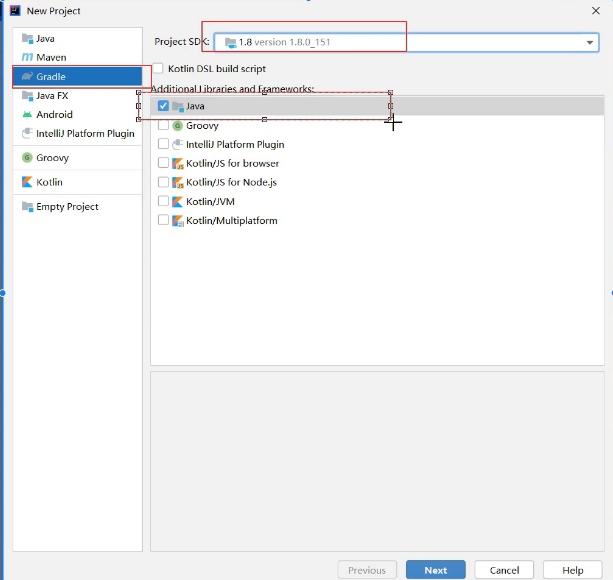 New Project
Java
Maven
Gradle
Java FX
Android
IntelliJ Platform Plugin
Groovy
Kotlin
Empty Project
Project SDK: 1.8 version 1.8.0_151
Kotlin DSL build script
Additional Libraries and Frameworks:
Java
Groovy
IntelliJ Platform Plugin
Kotlin/JS for browser
Kotlin/JS for Node.js
Kotlin/JVM
Kotlin/Multiplatform
Previous Next Cancel Help